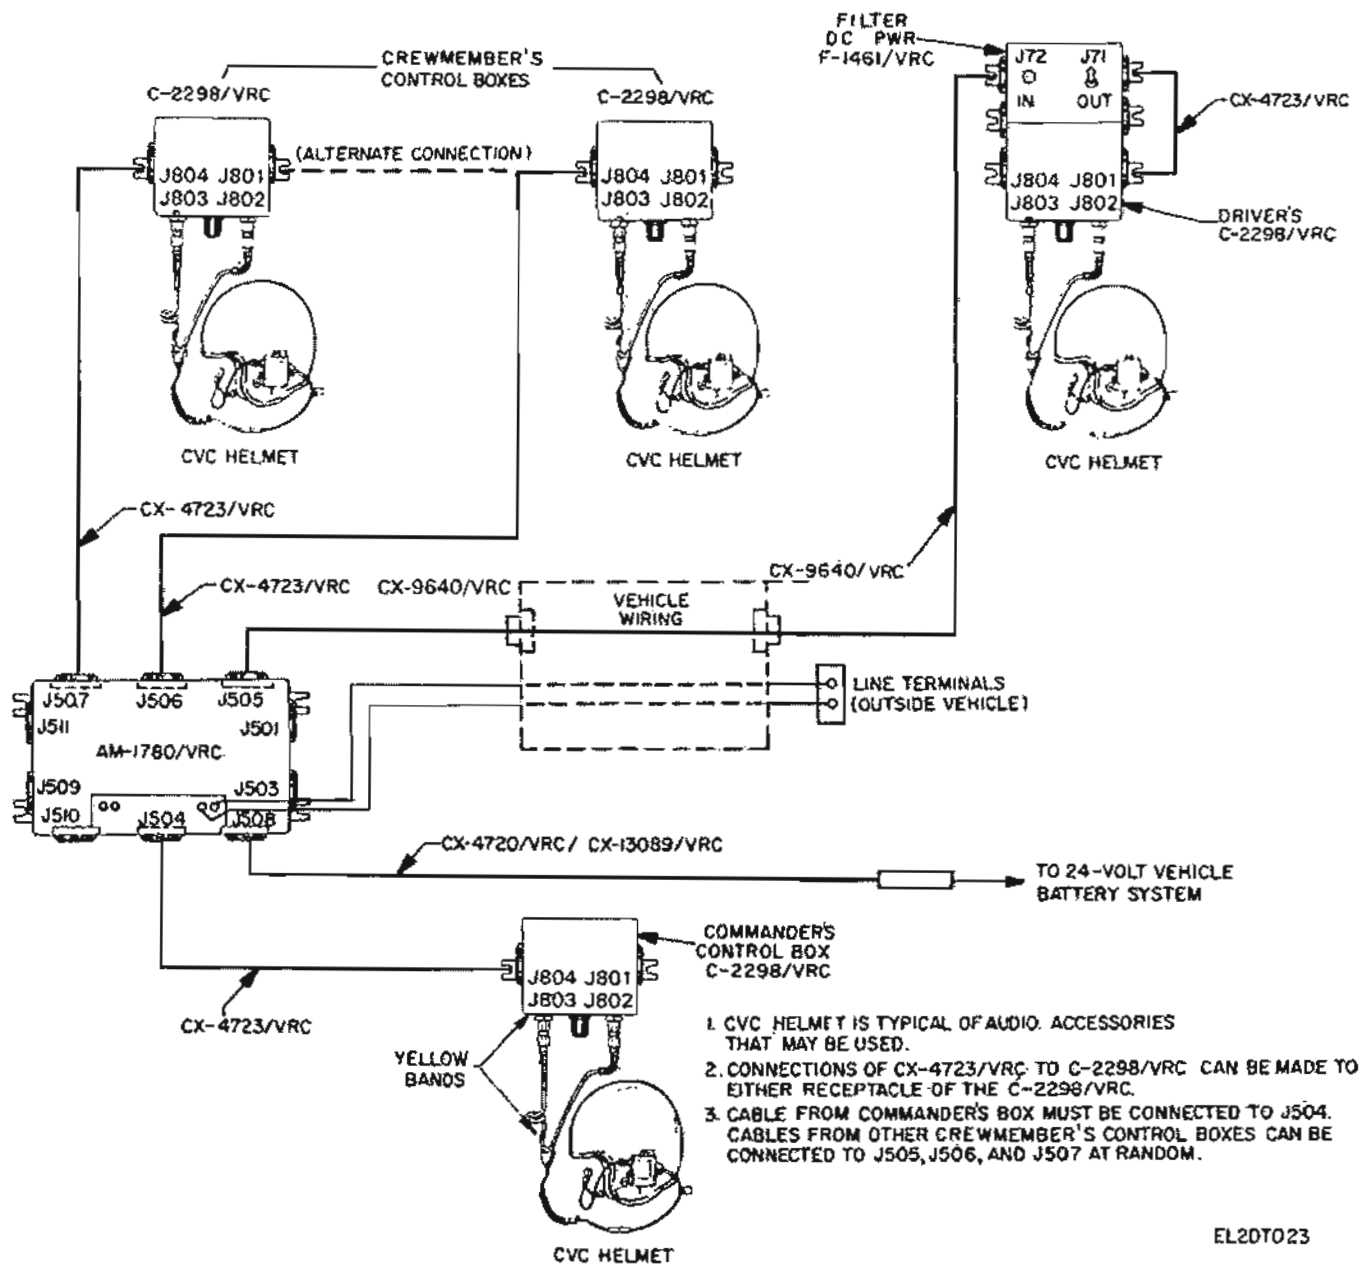 FILTER
DC PWR
F-1461/VRC
CREWMEMBER'S
CONTROL BOXES
C-2298/VRC
C-2298/VRC
J72 J71
IN OUT
CX-4723/VRC
(ALTERNATE CONNECTION)
J804 J801
J803 J802
J804 J801
J803 J802
J804 J801
J803 J802
DRIVER'S
C-2298/VRC
CVC HELMET
CVC HELMET
CVC HELMET
CX-4723/VRC
CX-4723/VRC
CX-9640/VRC
CX-9640/VRC
VEHICLE
WIRING
J507 J506 J505
J511 J501
AM-1780/VRC
J509 J503
J510 J504 J508
LINE TERMINALS
(OUTSIDE VEHICLE)
CX-4720/VRC/ CX-13089/VRC
TO 24-VOLT VEHICLE
BATTERY SYSTEM
COMMANDER'S
CONTROL BOX
C-2298/VRC
J804 J801
J803 J802
CX-4723/VRC
YELLOW
BANDS
CVC HELMET
1. CVC HELMET IS TYPICAL OF AUDIO. ACCESSORIES
THAT MAY BE USED.
2. CONNECTIONS OF CX-4723/VRC TO C-2298/VRC CAN BE MADE TO
EITHER RECEPTACLE OF THE C-2298/VRC.
3. CABLE FROM COMMANDER'S BOX MUST BE CONNECTED TO J504.
CABLES FROM OTHER CREWMEMBER'S CONTROL BOXES CAN BE
CONNECTED TO J505, J506, AND J507 AT RANDOM.
EL2DT023